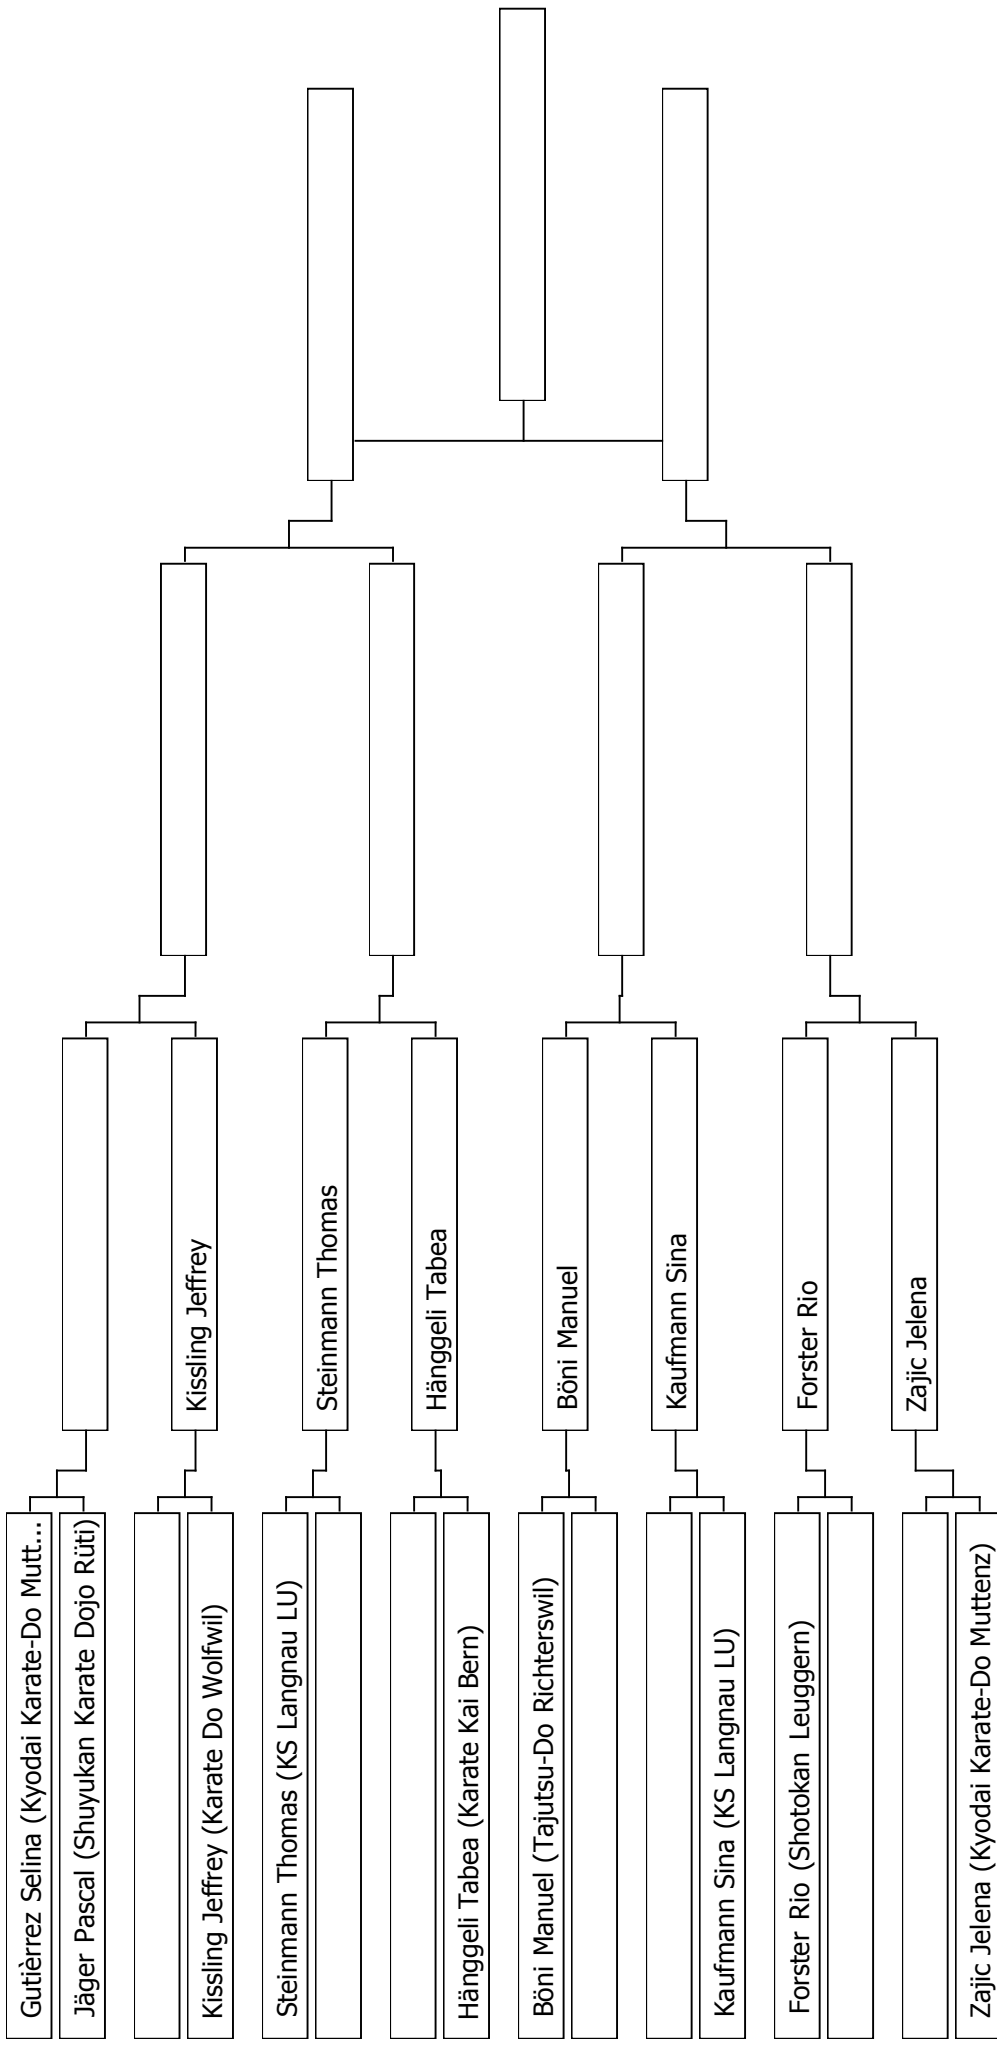 Gutièrrez Selina (Kyodai Karate-Do Mutt...
Jäger Pascal (Shuyukan Karate Dojo Rüti)
Kissling Jeffrey (Karate Do Wolfwil)
Steinmann Thomas (KS Langnau LU)
Hänggeli Tabea (Karate Kai Bern)
Böni Manuel (Tajutsu-Do Richterswil)
Kaufmann Sina (KS Langnau LU)
Forster Rio (Shotokan Leuggern)
Zajic Jelena (Kyodai Karate-Do Muttenz)
Kissling Jeffrey
Steinmann Thomas
Hänggeli Tabea
Böni Manuel
Kaufmann Sina
Forster Rio
Zajic Jelena